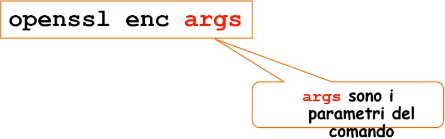 openssl enc args
args sono i
parametri del
comando